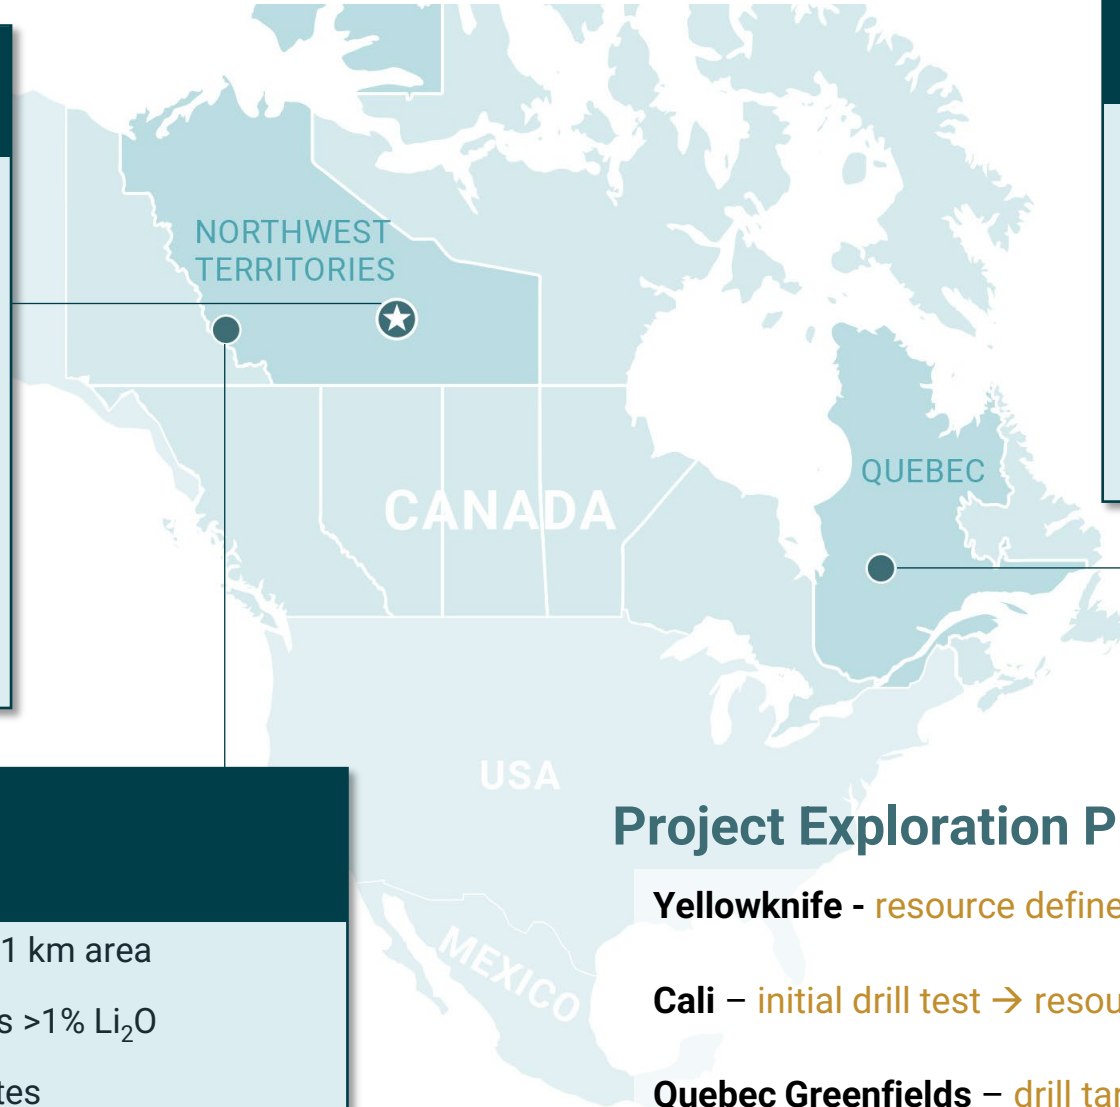 NORTHWEST
TERRITORIES
QUEBEC
CANADA
USA
MEXICO
1 km area
s >1% Li₂O
tes
Project Exploration P
Yellowknife - resource define
Cali – initial drill test → resou
Quebec Greenfields – drill tar